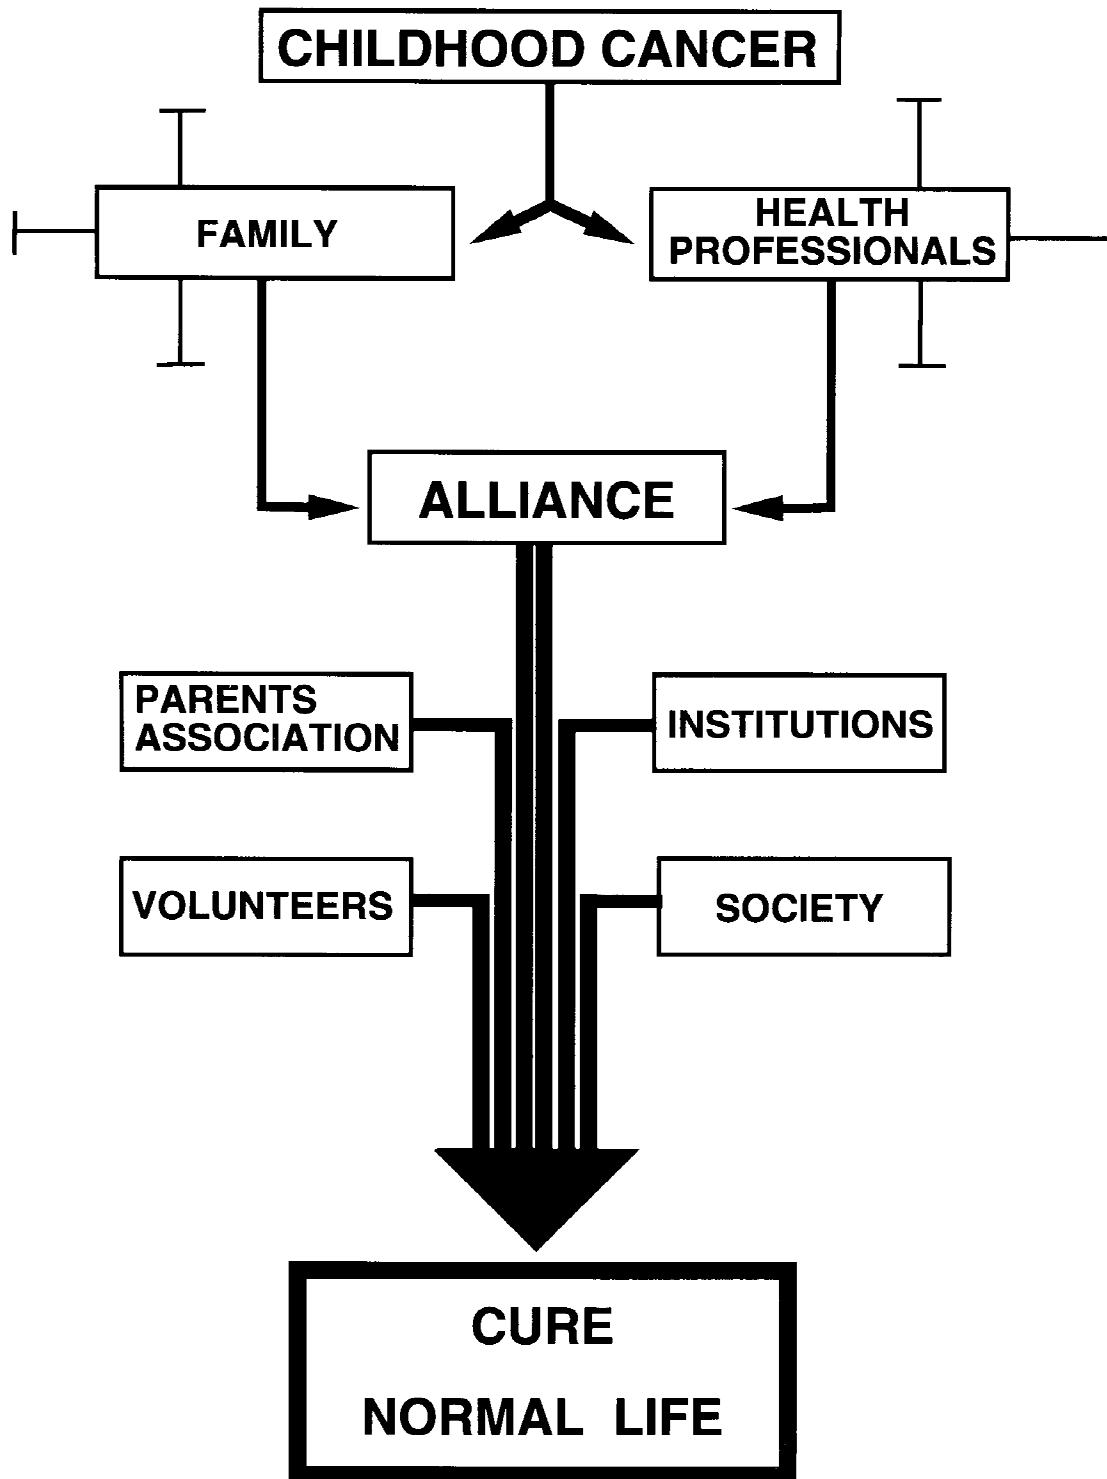 CHILDHOOD CANCER
FAMILY
HEALTH
PROFESSIONALS
ALLIANCE
PARENTS
ASSOCIATION
INSTITUTIONS
VOLUNTEERS
SOCIETY
CURE
NORMAL LIFE